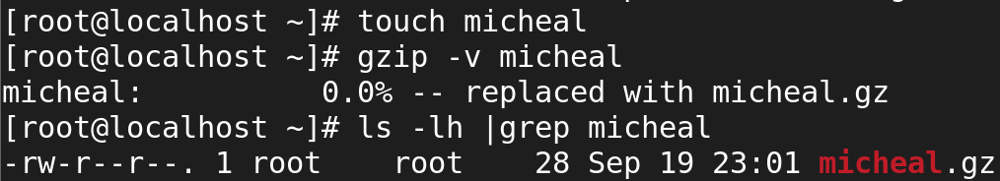 [root@localhost ~]# touch micheal
[root@localhost ~]# gzip -v micheal
micheal:          0.0% -- replaced with micheal.gz
[root@localhost ~]# ls -lh |grep micheal
-rw-r--r--. 1 root    root    28 Sep 19 23:01 micheal.gz